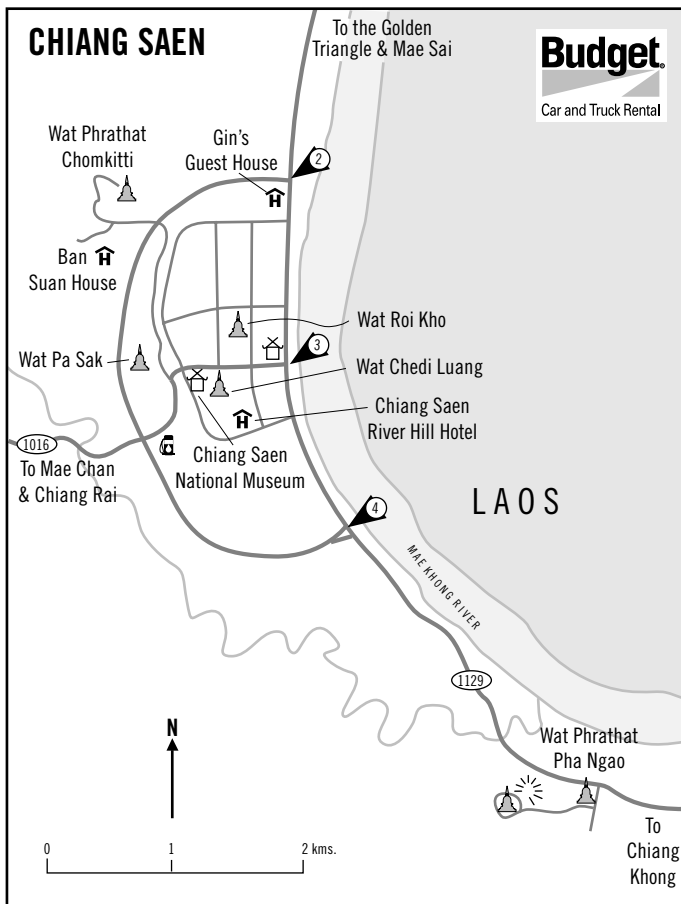 CHIANG SAEN
To the Golden
Triangle & Mae Sai
Budget®
Car and Truck Rental
Wat Phrathat
Chomkitti
Gin's
Guest House
2
Ban
Suan House
Wat Roi Kho
3
Wat Pa Sak
Wat Chedi Luang
Chiang Saen
River Hill Hotel
1016
To Mae Chan
& Chiang Rai
Chiang Saen
National Museum
4
LAOS
MAE KHONG RIVER
1129
N
Wat Phrathat
Pha Ngao
To
Chiang
Khong
0 1 2 kms.